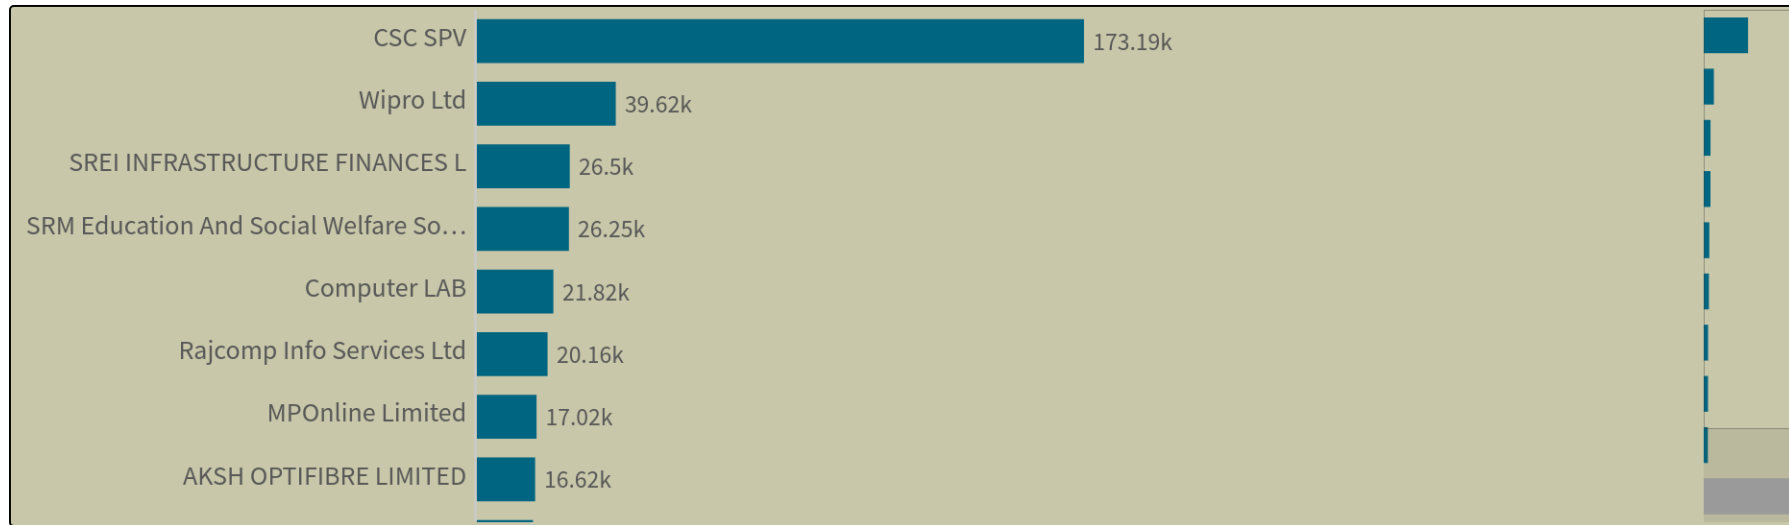 CSC SPV 173.19k
Wipro Ltd 39.62k
SREI INFRASTRUCTURE FINANCES L 26.5k
SRM Education And Social Welfare So... 26.25k
Computer LAB 21.82k
Rajcomp Info Services Ltd 20.16k
MPOnline Limited 17.02k
AKSH OPTIFIBRE LIMITED 16.62k